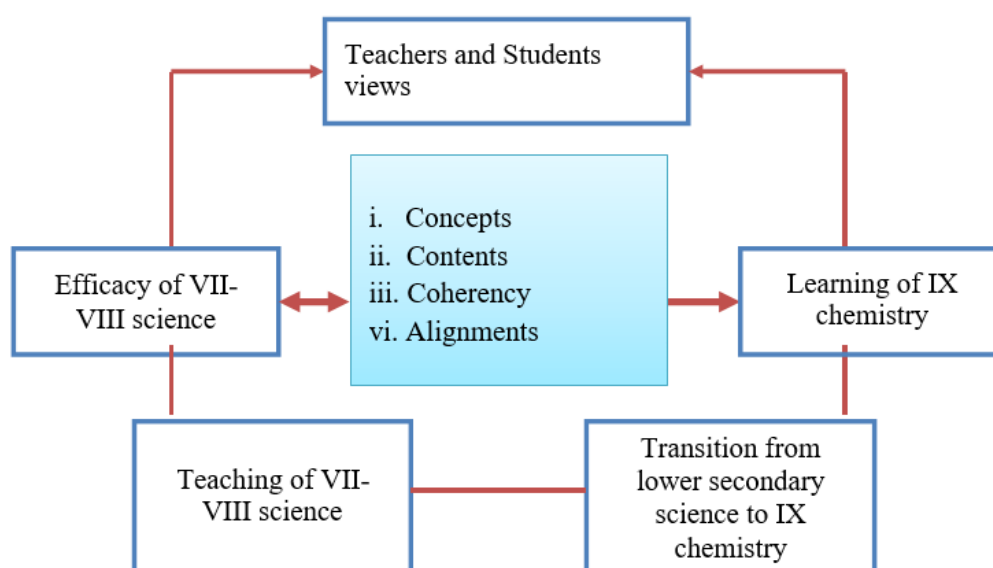 Teachers and Students
views
i. Concepts
ii. Contents
iii. Coherency
vi. Alignments
Efficacy of VII-
VIII science
Learning of IX
chemistry
Teaching of VII-
VIII science
Transition from
lower secondary
science to IX
chemistry